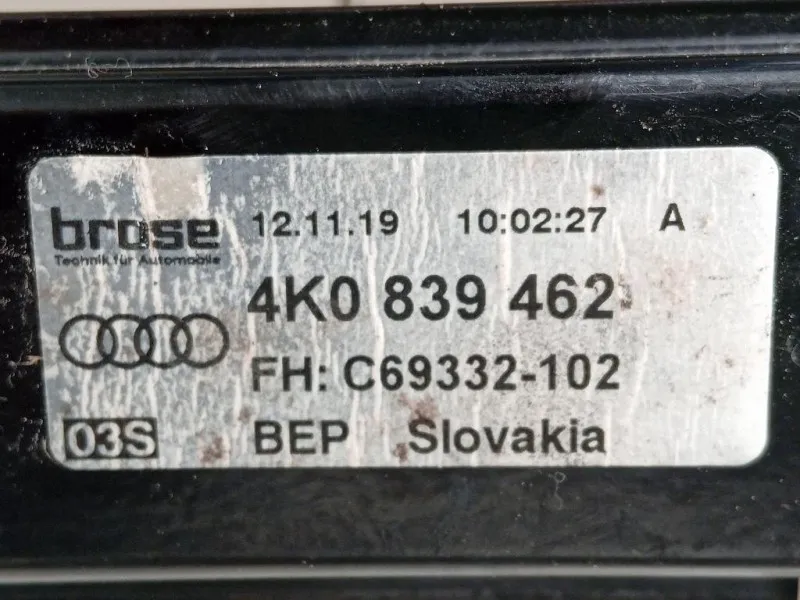 brose 12.11.19 10:02:27 A
Technik für Automobile
4K0 839 462
FH: C69332-102
03S BEP Slovakia